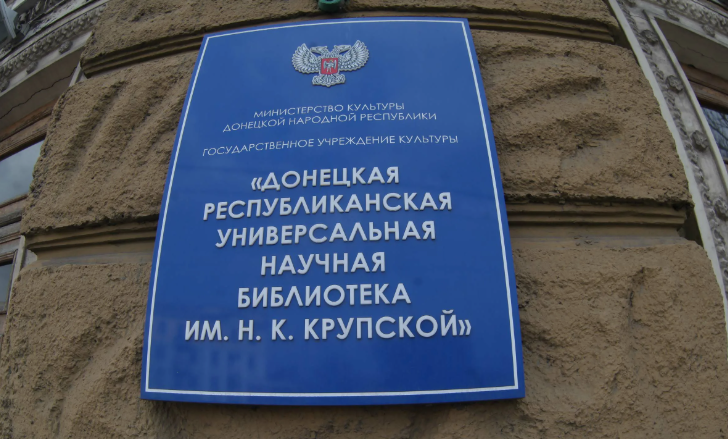 МИНИСТЕРСТВО КУЛЬТУРЫ
ДОНЕЦКОЙ НАРОДНОЙ РЕСПУБЛИКИ
ГОСУДАРСТВЕННОЕ УЧРЕЖДЕНИЕ КУЛЬТУРЫ
«ДОНЕЦКАЯ
РЕСПУБЛИКАНСКАЯ
УНИВЕРСАЛЬНАЯ
НАУЧНАЯ
БИБЛИОТЕКА
ИМ. Н. К. КРУПСКОЙ»